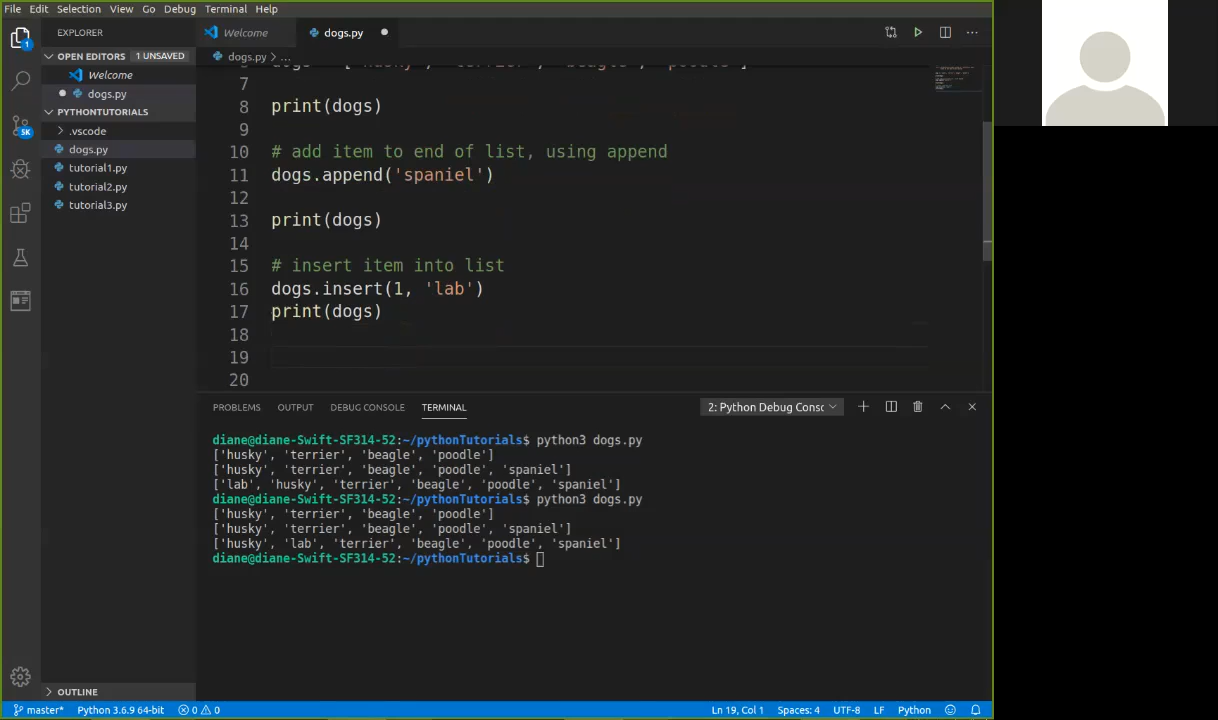 File Edit Selection View Go Debug Terminal Help
EXPLORER
OPEN EDITORS 1 UNSAVED
Welcome
dogs.py
PYTHONTUTORIALS
.vscode
dogs.py
tutorial1.py
tutorial2.py
tutorial3.py
OUTLINE
1
5K
Welcome dogs.py
dogs.py > ...
7
8 print(dogs)
9
10 # add item to end of list, using append
11 dogs.append('spaniel')
12
13 print(dogs)
14
15 # insert item into list
16 dogs.insert(1, 'lab')
17 print(dogs)
18
19
20
PROBLEMS OUTPUT DEBUG CONSOLE TERMINAL 2: Python Debug Consc
diane@diane-Swift-SF314-52:~/pythonTutorials$ python3 dogs.py
['husky', 'terrier', 'beagle', 'poodle']
['husky', 'terrier', 'beagle', 'poodle', 'spaniel']
['lab', 'husky', 'terrier', 'beagle', 'poodle', 'spaniel']
diane@diane-Swift-SF314-52:~/pythonTutorials$ python3 dogs.py
['husky', 'terrier', 'beagle', 'poodle']
['husky', 'terrier', 'beagle', 'poodle', 'spaniel']
['husky', 'lab', 'terrier', 'beagle', 'poodle', 'spaniel']
diane@diane-Swift-SF314-52:~/pythonTutorials$
master* Python 3.6.9 64-bit 0 0 Ln 19, Col 1 Spaces: 4 UTF-8 LF Python